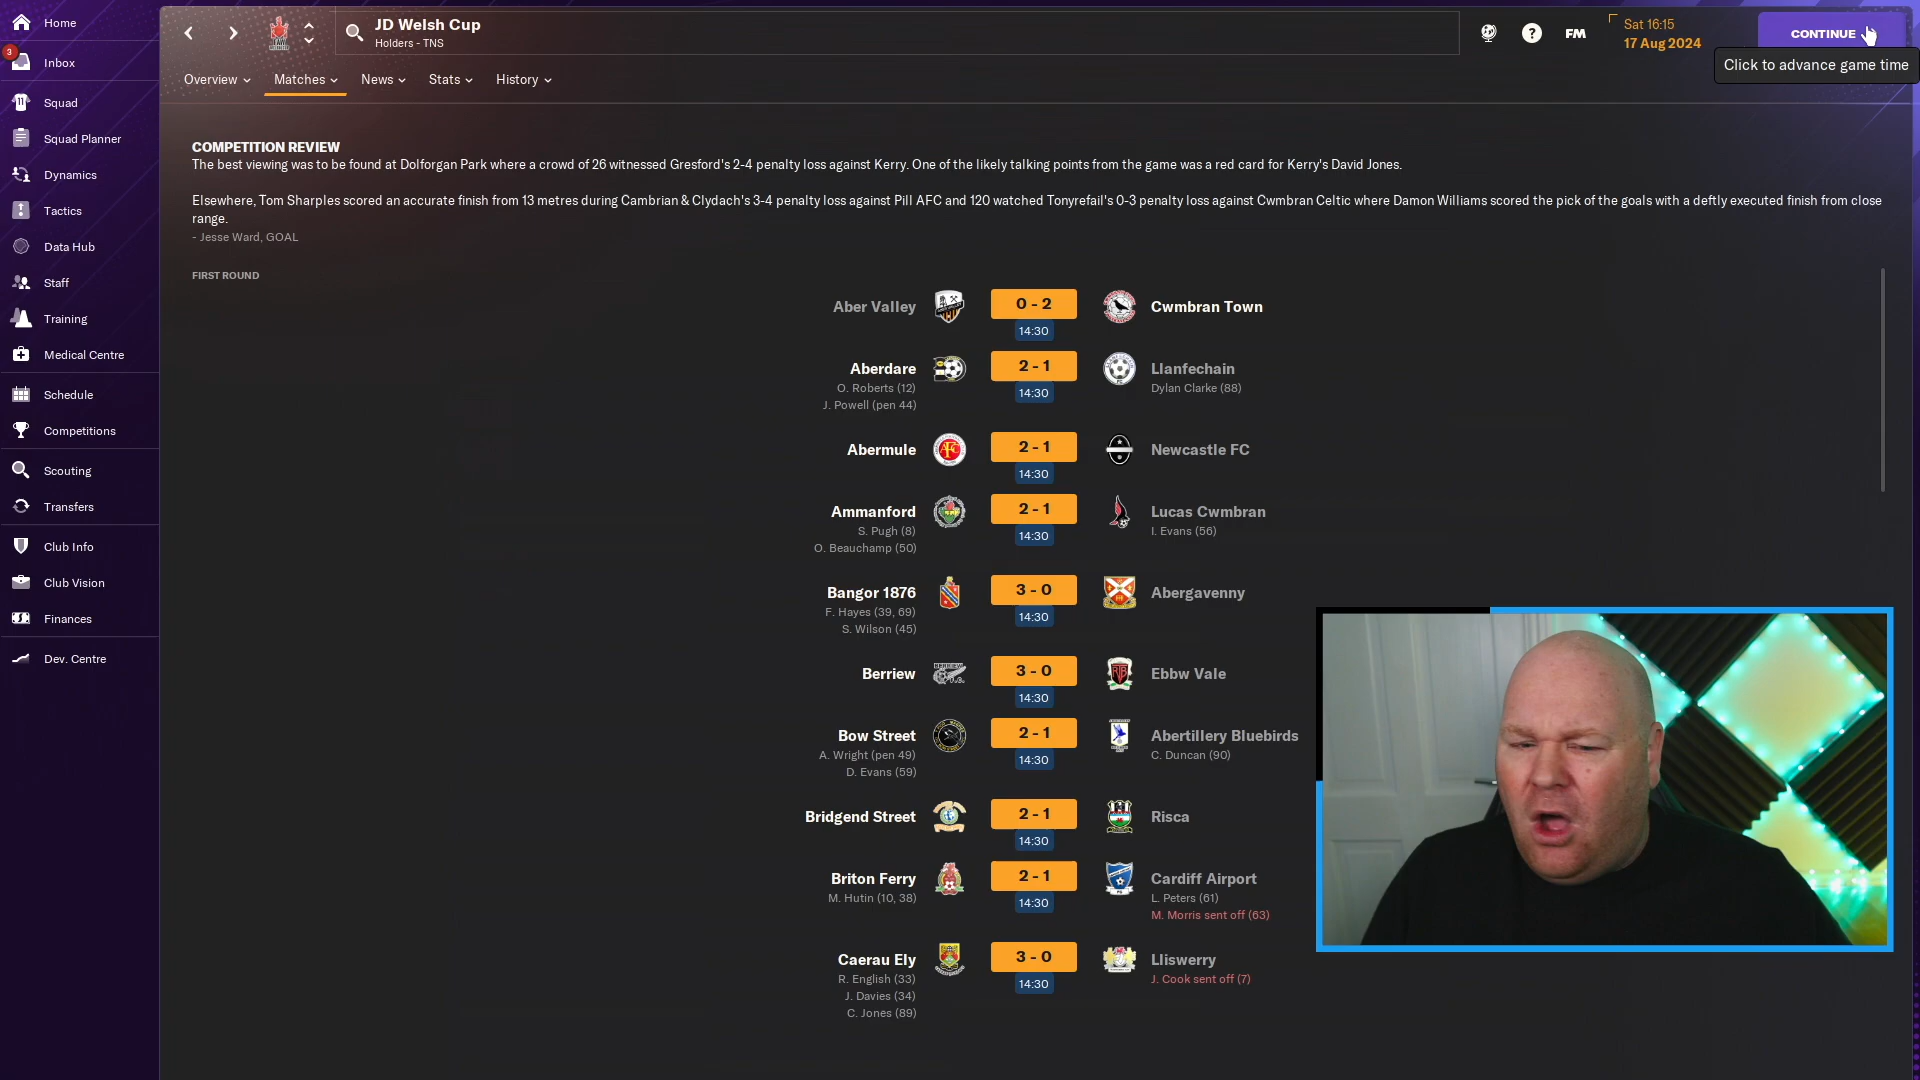 Home
3
Inbox
Squad
Squad Planner
Dynamics
Tactics
Data Hub
Staff
Training
Medical Centre
Schedule
Competitions
Scouting
Transfers
Club Info
Club Vision
Finances
Dev. Centre
JD Welsh Cup
Holders - TNS
FM
Sat 16:15
17 Aug 2024
CONTINUE
Click to advance game time
Overview
Matches
News
Stats
History
COMPETITION REVIEW
The best viewing was to be found at Dolforgan Park where a crowd of 26 witnessed Gresford's 2-4 penalty loss against Kerry. One of the likely talking points from the game was a red card for Kerry's David Jones.
Elsewhere, Tom Sharples scored an accurate finish from 13 metres during Cambrian & Clydach's 3-4 penalty loss against Pill AFC and 120 watched Tonyrefail's 0-3 penalty loss against Cwmbran Celtic where Damon Williams scored the pick of the goals with a deftly executed finish from close
range.
- Jesse Ward, GOAL
FIRST ROUND
Aber Valley 0 - 2 Cwmbran Town
14:30
Aberdare 2 - 1 Llanfechain
O. Roberts (12) 14:30 Dylan Clarke (88)
J. Powell (pen 44)
Abermule 2 - 1 Newcastle FC
14:30
Ammanford 2 - 1 Lucas Cwmbran
S. Pugh (8) 14:30 I. Evans (56)
O. Beauchamp (50)
Bangor 1876 3 - 0 Abergavenny
F. Hayes (39, 69) 14:30
S. Wilson (45)
Berriew 3 - 0 Ebbw Vale
14:30
Bow Street 2 - 1 Abertillery Bluebirds
A. Wright (pen 49) 14:30 C. Duncan (90)
D. Evans (59)
Bridgend Street 2 - 1 Risca
14:30
Briton Ferry 2 - 1 Cardiff Airport
M. Hutin (10, 38) 14:30 L. Peters (61)
M. Morris sent off (63)
Caerau Ely 3 - 0 Lliswerry
R. English (33) 14:30 J. Cook sent off (7)
J. Davies (34)
C. Jones (89)